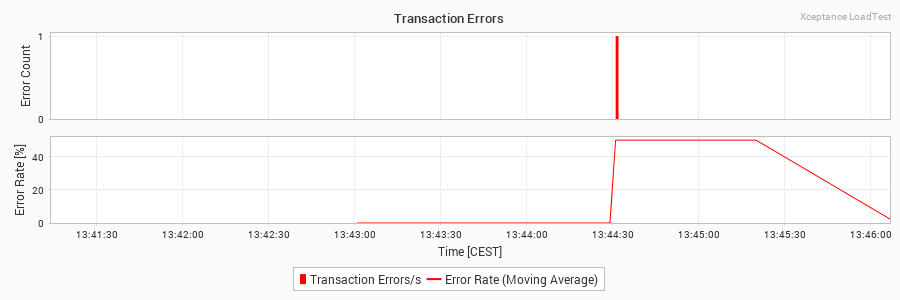 Transaction Errors
Xceptance LoadTest
Error Count
1
0
Error Rate [%]
40
20
0
13:41:30 13:42:00 13:42:30 13:43:00 13:43:30 13:44:00 13:44:30 13:45:00 13:45:30 13:46:00
Time [CEST]
Transaction Errors/s Error Rate (Moving Average)